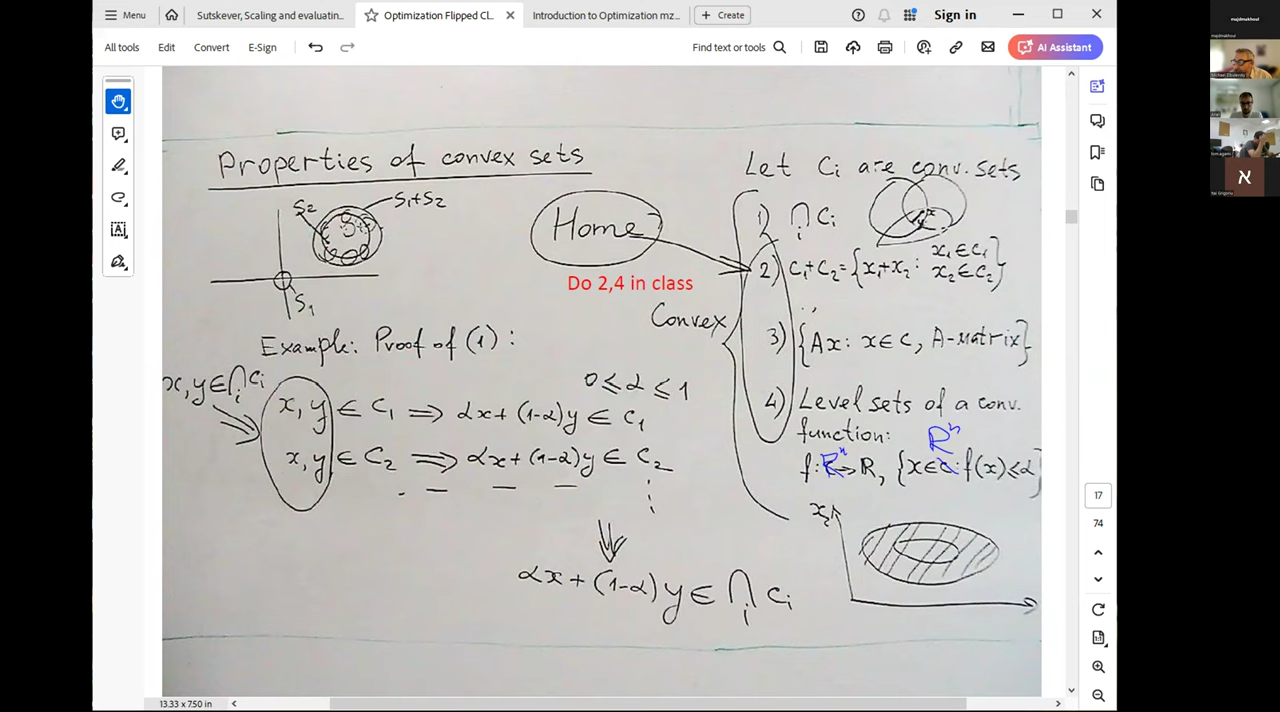 Menu
Sutskever, Scaling and evaluatin...
Optimization Flipped Cl...
Introduction to Optimization mz...
Create
Sign in
All tools
Edit
Convert
E-Sign
Find text or tools
AI Assistant
majdmakhoul
majdmakhoul
Properties of convex sets
Let Ci are conv. sets
S2
S1+S2
S1
Home
Do 2,4 in class
Convex
1) ⋂i Ci
2) C1+C2={x1+x2: x1∈C1, x2∈C2}
3) {Ax: x∈C, A-matrix}
4) Level sets of a conv.
function:
f:R^n→R, {x∈R^n: f(x)≤α}
x2
Example: Proof of (1):
x,y∈⋂i Ci
0≤α≤1
x,y ∈ C1 ⟹ αx+(1-α)y ∈ C1
x,y ∈ C2 ⟹ αx+(1-α)y ∈ C2
αx+(1-α)y ∈ ⋂i Ci
א
17
74
13.33 x 7.50 in